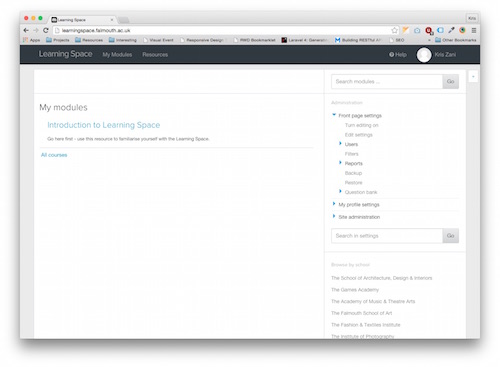 Learning Space
Kris
learningspace.falmouth.ac.uk
Apps Projects Resources Interesting Visual Event Responsive Design RWD Bookmarklet Laravel 4: Generating Building RESTful AP SEO Other Bookmarks
Learning Space My Modules Resources Help Kris Zani
Search modules ... Go
My modules
Introduction to Learning Space
Go here first - use this resource to familiarise yourself with the Learning Space.
All courses
Administration
Front page settings
Turn editing on
Edit settings
Users
Filters
Reports
Backup
Restore
Question bank
My profile settings
Site administration
Search in settings Go
Browse by school
The School of Architecture, Design & Interiors
The Games Academy
The Academy of Music & Theatre Arts
The Falmouth School of Art
The Fashion & Textiles Institute
The Institute of Photography